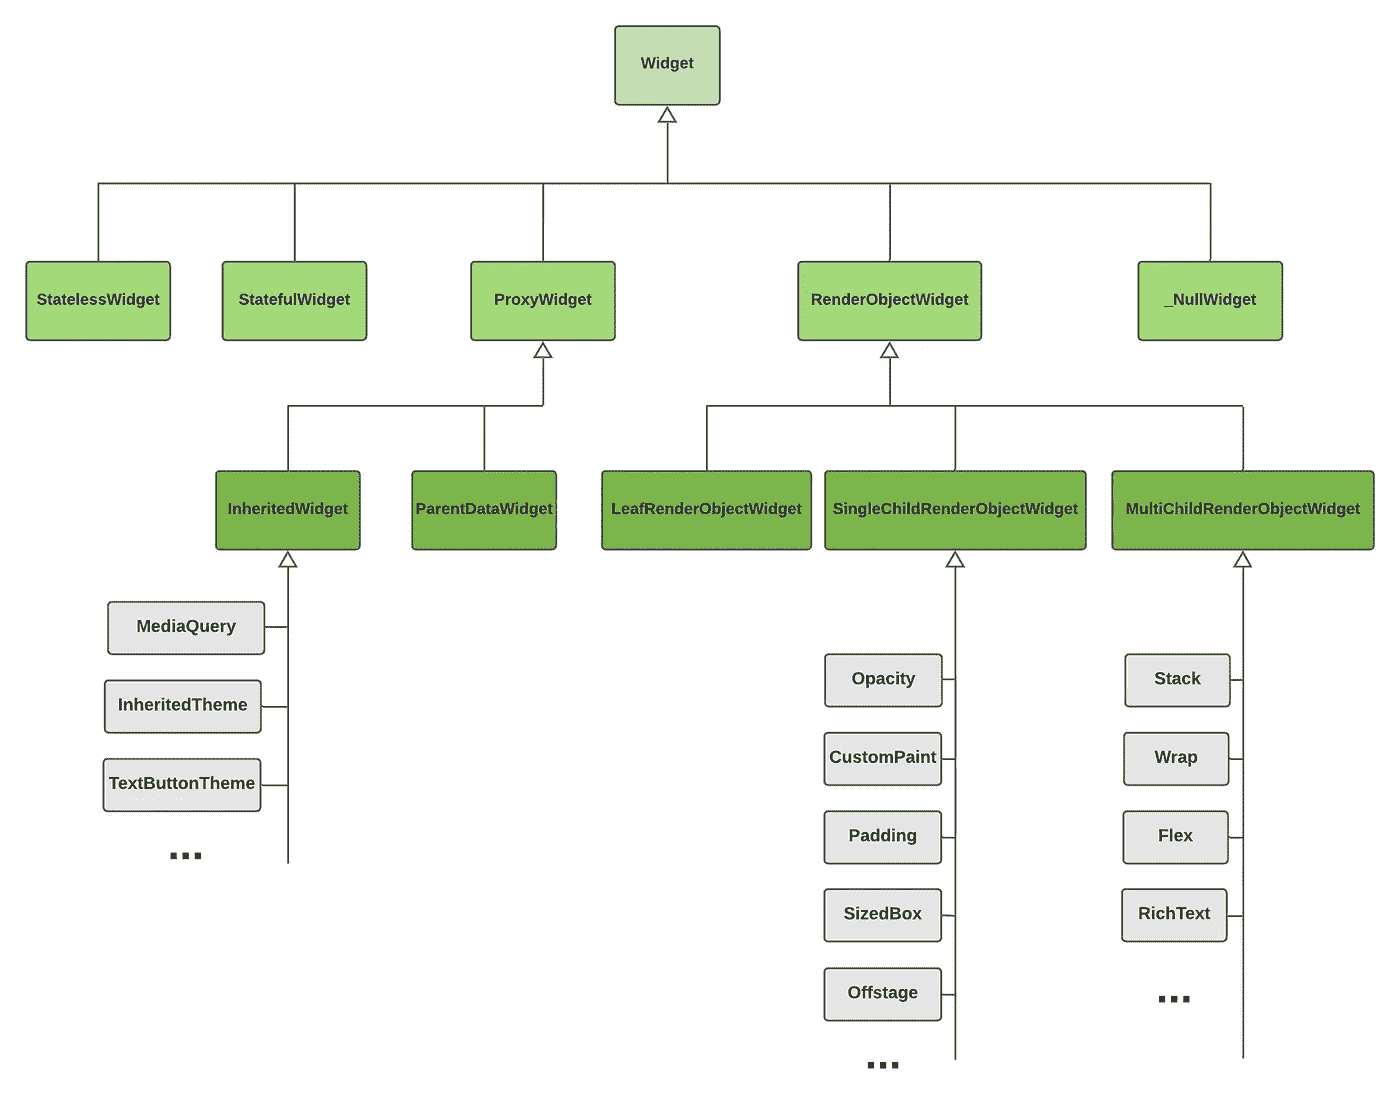 Widget
StatelessWidget
StatefulWidget
ProxyWidget
RenderObjectWidget
_NullWidget
InheritedWidget
ParentDataWidget
LeafRenderObjectWidget
SingleChildRenderObjectWidget
MultiChildRenderObjectWidget
MediaQuery
InheritedTheme
TextButtonTheme
...
Opacity
CustomPaint
Padding
SizedBox
Offstage
...
Stack
Wrap
Flex
RichText
...